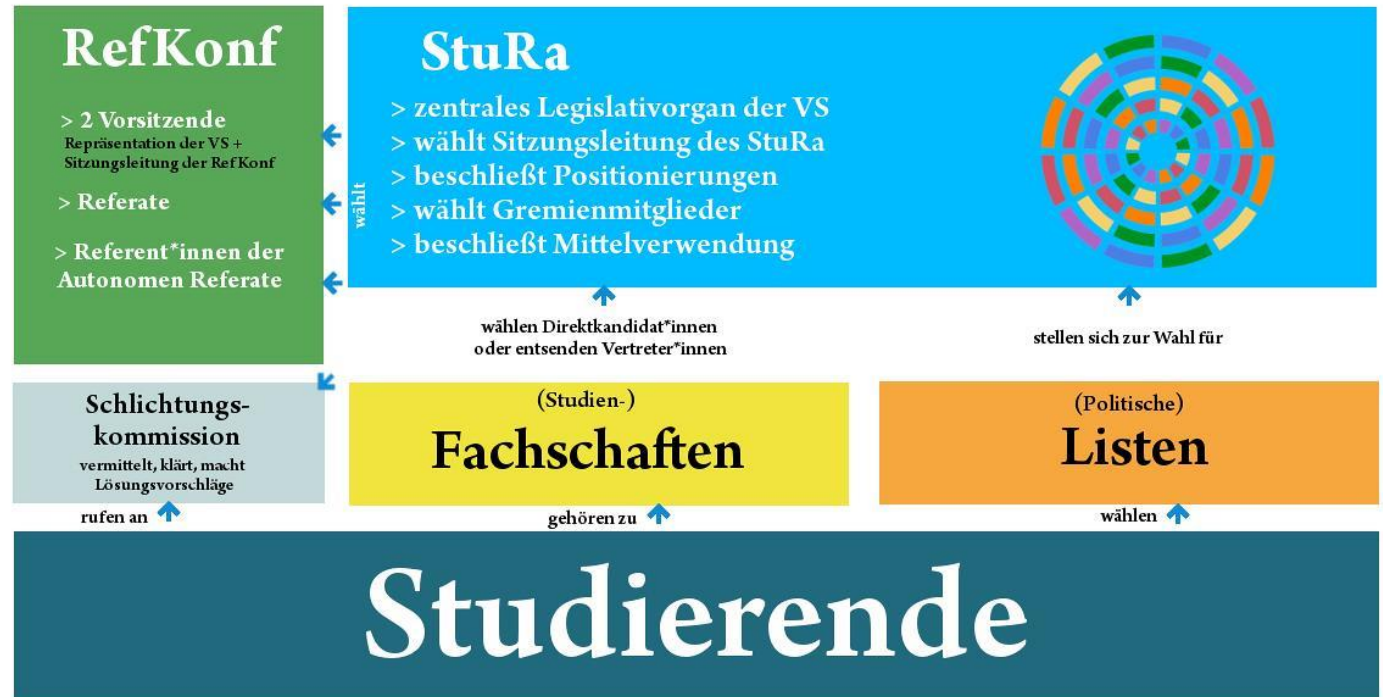 RefKonf
> 2 Vorsitzende
Repräsentation der VS +
Sitzungsleitung der RefKonf
> Referate
> Referent*innen der
Autonomen Referate
wählt
StuRa
> zentrales Legislativorgan der VS
> wählt Sitzungsleitung des StuRa
> beschließt Positionierungen
> wählt Gremienmitglieder
> beschließt Mittelverwendung
wählen Direktkandidat*innen
oder entsenden Vertreter*innen
stellen sich zur Wahl für
Schlichtungs-
kommission
vermittelt, klärt, macht
Lösungsvorschläge
(Studien-)
Fachschaften
(Politische)
Listen
rufen an
gehören zu
wählen
Studierende